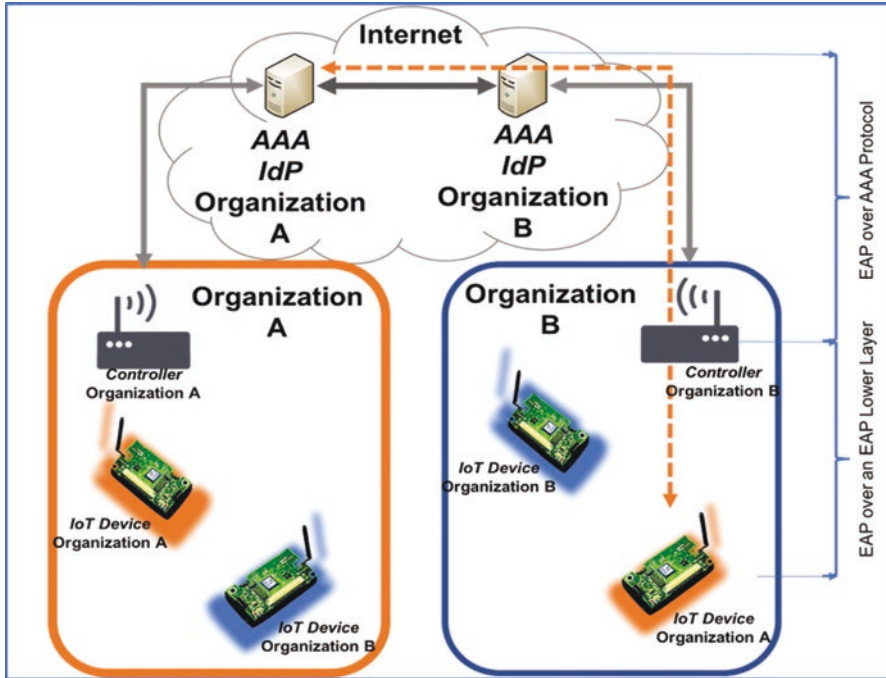 Internet
AAA
IdP
Organization
A
AAA
IdP
Organization
B
Organization
A
Controller
Organization A
IoT Device
Organization A
IoT Device
Organization B
Organization
B
Controller
Organization B
IoT Device
Organization B
IoT Device
Organization A
EAP over AAA Protocol
EAP over an EAP Lower Layer